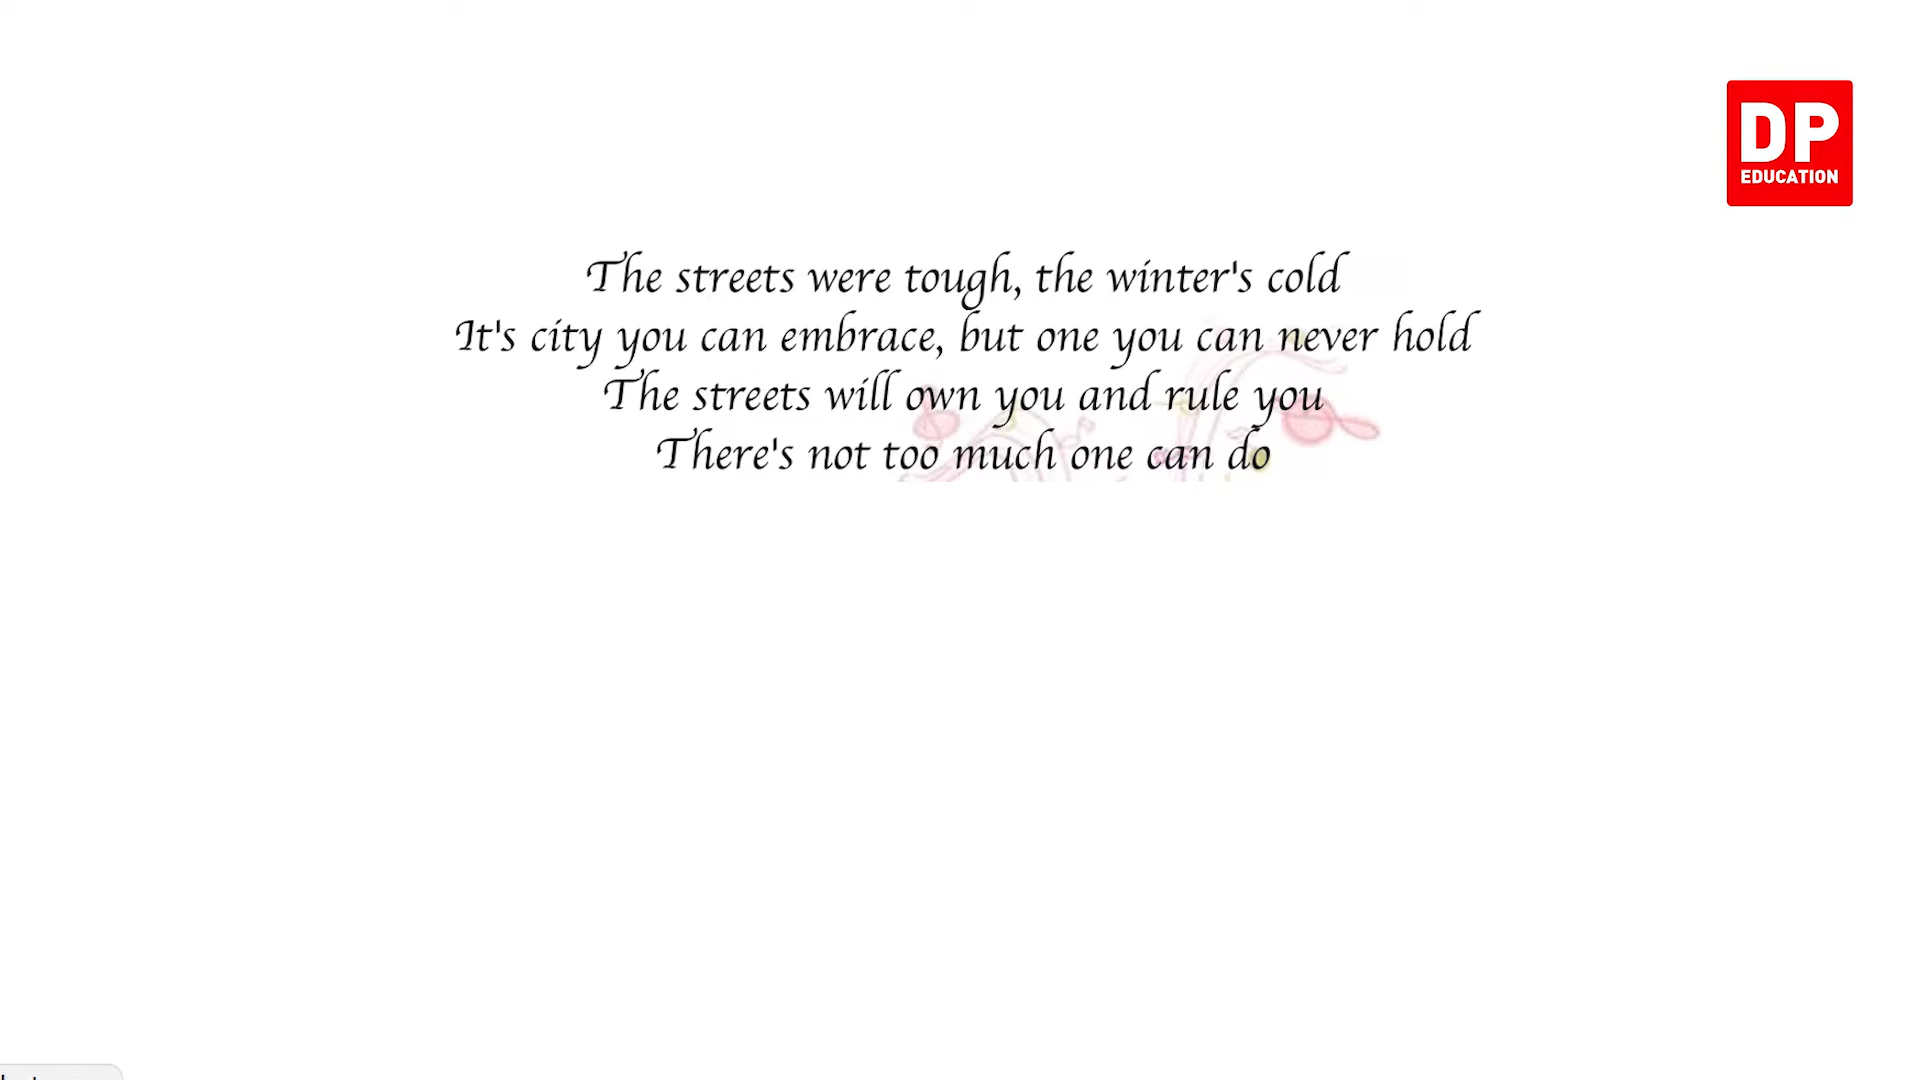 DP
EDUCATION
The streets were tough, the winter's cold
It's city you can embrace, but one you can never hold
The streets will own you and rule you
There's not too much one can do